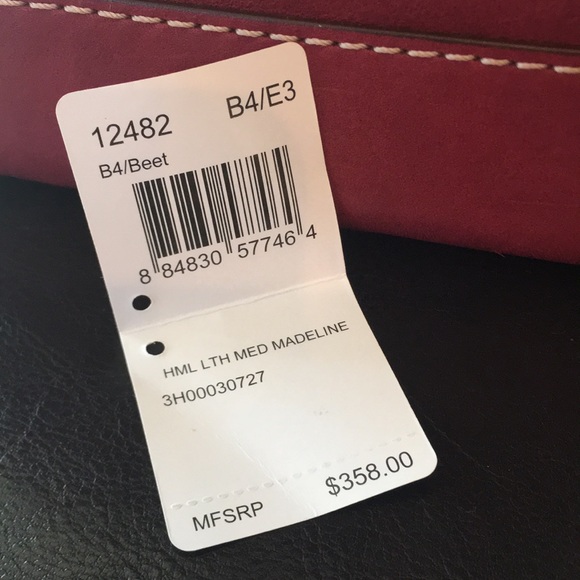 12482 B4/E3
B4/Beet
8 84830 57746 4
HML LTH MED MADELINE
3H00030727
MFSRP $358.00